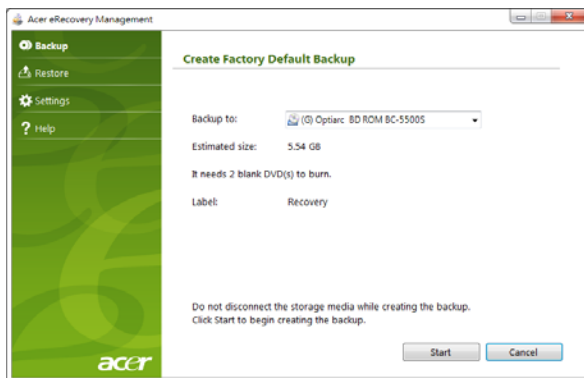 Acer eRecovery Management
Backup
Restore
Settings
Help
Create Factory Default Backup
Backup to: (G) Optiarc BD ROM BC-5500S
Estimated size: 5.54 GB
It needs 2 blank DVD(s) to burn.
Label: Recovery
Do not disconnect the storage media while creating the backup.
Click Start to begin creating the backup.
Start Cancel
acer